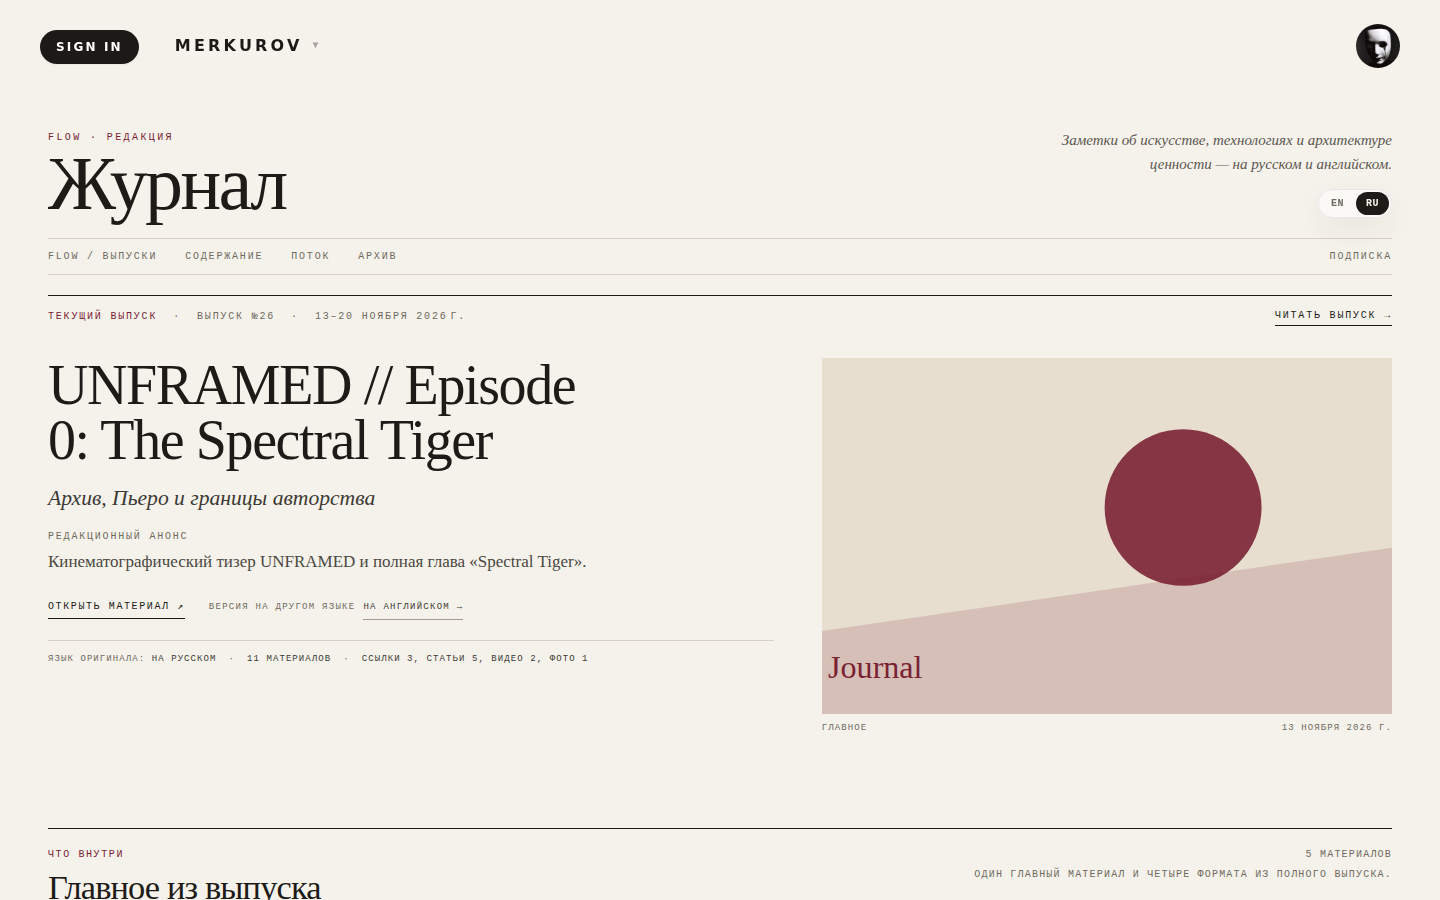 SIGN IN
MERKUROV ▼
FLOW · РЕДАКЦИЯ
Журнал
Заметки об искусстве, технологиях и архитектуре
ценности — на русском и английском.
EN RU
FLOW / ВЫПУСКИ СОДЕРЖАНИЕ ПОТОК АРХИВ ПОДПИСКА
ТЕКУЩИЙ ВЫПУСК · ВЫПУСК №26 · 13–20 НОЯБРЯ 2026 Г. ЧИТАТЬ ВЫПУСК →
UNFRAMED // Episode
0: The Spectral Tiger
Архив, Пьеро и границы авторства
РЕДАКЦИОННЫЙ АНОНС
Кинематографический тизер UNFRAMED и полная глава «Spectral Tiger».
ОТКРЫТЬ МАТЕРИАЛ ↗ ВЕРСИЯ НА ДРУГОМ ЯЗЫКЕ НА АНГЛИЙСКОМ →
ЯЗЫК ОРИГИНАЛА: НА РУССКОМ · 11 МАТЕРИАЛОВ · ССЫЛКИ 3, СТАТЬИ 5, ВИДЕО 2, ФОТО 1
Journal
ГЛАВНОЕ 13 НОЯБРЯ 2026 Г.
ЧТО ВНУТРИ
Главное из выпуска
5 МАТЕРИАЛОВ
ОДИН ГЛАВНЫЙ МАТЕРИАЛ И ЧЕТЫРЕ ФОРМАТА ИЗ ПОЛНОГО ВЫПУСКА.